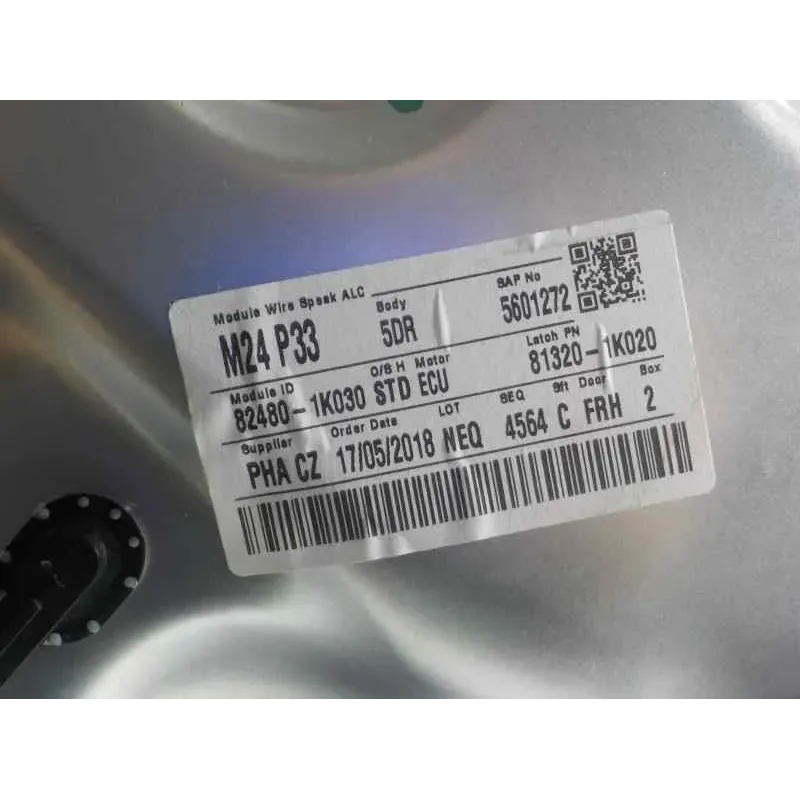 Module Wire Speak ALC Body SAP No
M24 P33 5DR 5601272
Module ID O/S H Motor Latch PN
82480-1K030 STD ECU 81320-1K020
Supplier Order Date LOT SEQ Sft Door Box
PHA CZ 17/05/2018 NEQ 4564 C FRH 2